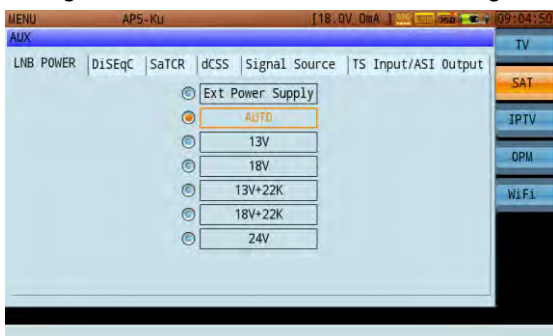 MENU APS-Ku [18.0V 0mA ] 09:04:50
AUX
LNB POWER DiSEqC SaTCR dCSS Signal Source TS Input/ASI Output
Ext Power Supply
AUTO
13V
18V
13V+22K
18V+22K
24V
TV
SAT
IPTV
OPM
WiFi